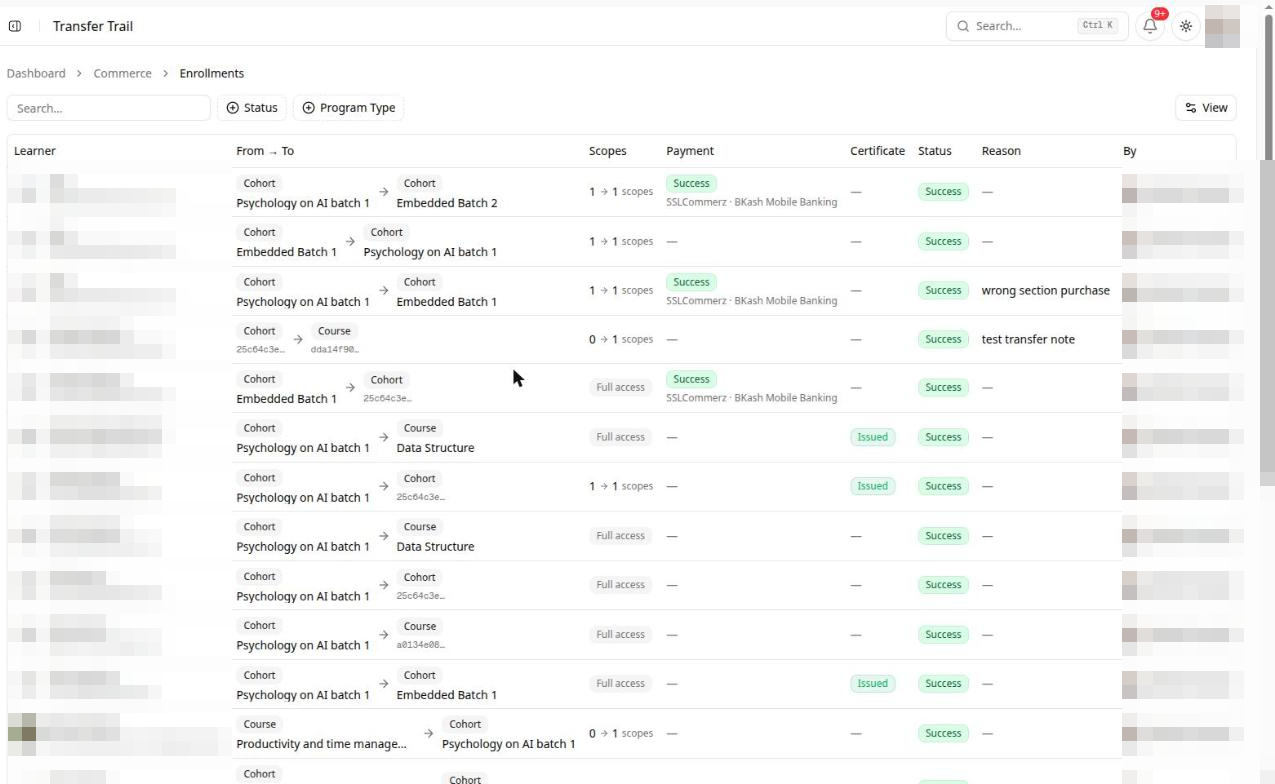 Transfer Trail
Search...
Ctrl K
9+
Dashboard > Commerce > Enrollments
Search...
Status
Program Type
View
Learner From → To Scopes Payment Certificate Status Reason By
Cohort Cohort Success
Psychology on AI batch 1 → Embedded Batch 2 1 → 1 scopes SSLCommerz · BKash Mobile Banking — Success —
Cohort Cohort
Embedded Batch 1 → Psychology on AI batch 1 1 → 1 scopes — — Success —
Cohort Cohort Success
Psychology on AI batch 1 → Embedded Batch 1 1 → 1 scopes SSLCommerz · BKash Mobile Banking — Success wrong section purchase
Cohort Course
25c64c3e… → dda14f90… 0 → 1 scopes — — Success test transfer note
Cohort Cohort Success
Embedded Batch 1 → 25c64c3e… Full access SSLCommerz · BKash Mobile Banking — Success —
Cohort Course
Psychology on AI batch 1 → Data Structure Full access — Issued Success —
Cohort Cohort
Psychology on AI batch 1 → 25c64c3e… 1 → 1 scopes — Issued Success —
Cohort Course
Psychology on AI batch 1 → Data Structure Full access — — Success —
Cohort Cohort
Psychology on AI batch 1 → 25c64c3e… Full access — — Success —
Cohort Course
Psychology on AI batch 1 → a0134e08… Full access — — Success —
Cohort Cohort
Psychology on AI batch 1 → Embedded Batch 1 Full access — Issued Success —
Course Cohort
Productivity and time manage... → Psychology on AI batch 1 0 → 1 scopes — — Success —
Cohort Cohort